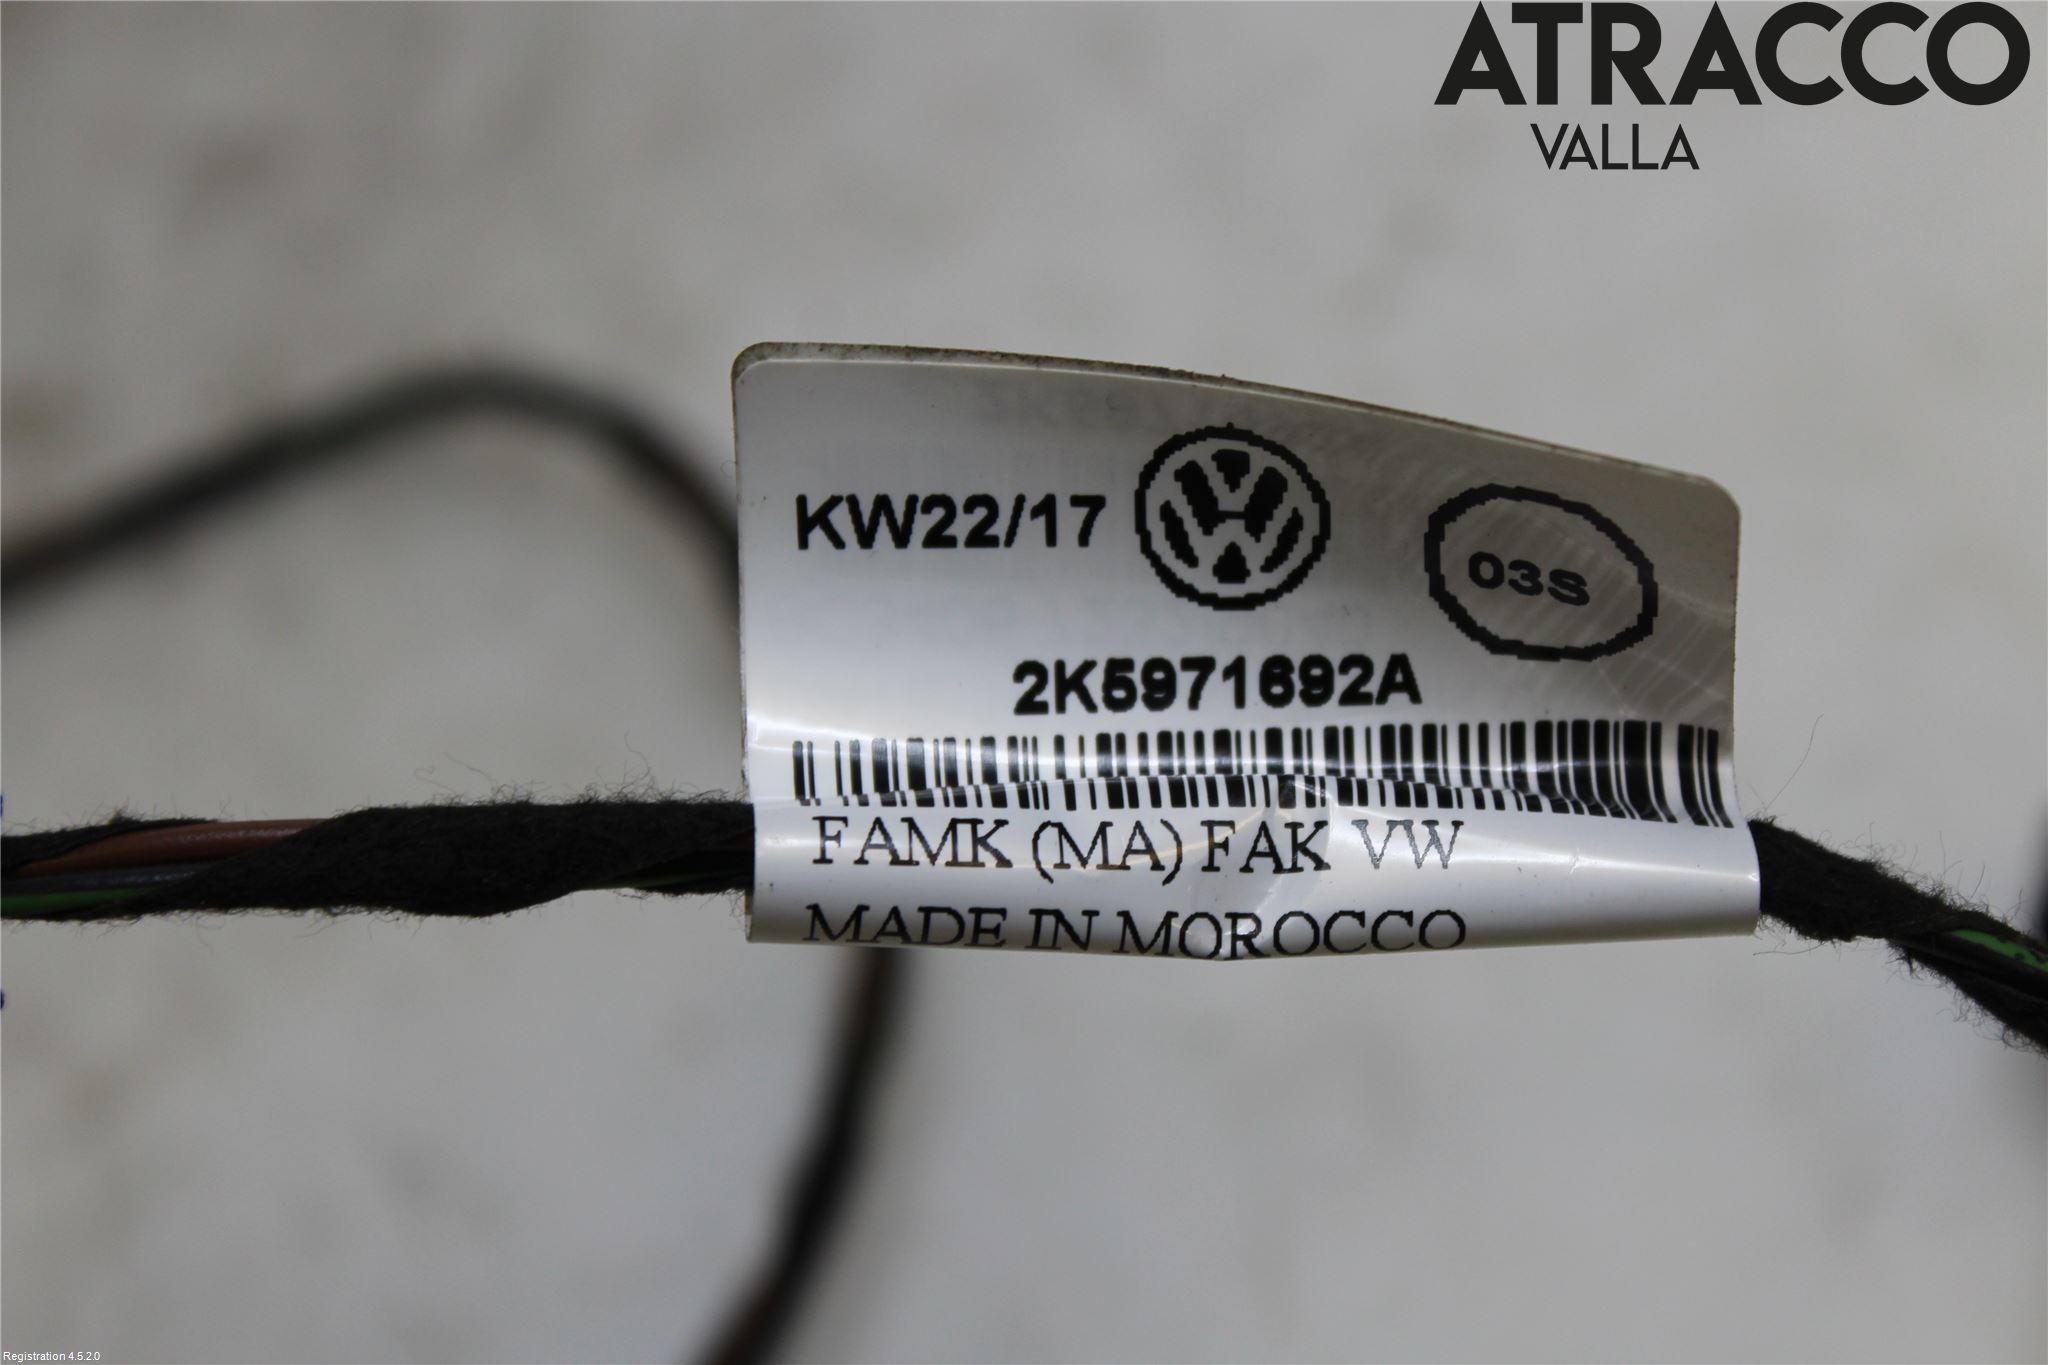 ATRACCO
VALLA
KW22/17
03S
2K5971692A
FAMK (MA) FAK VW
MADE IN MOROCCO
Registration 4.5.2.0